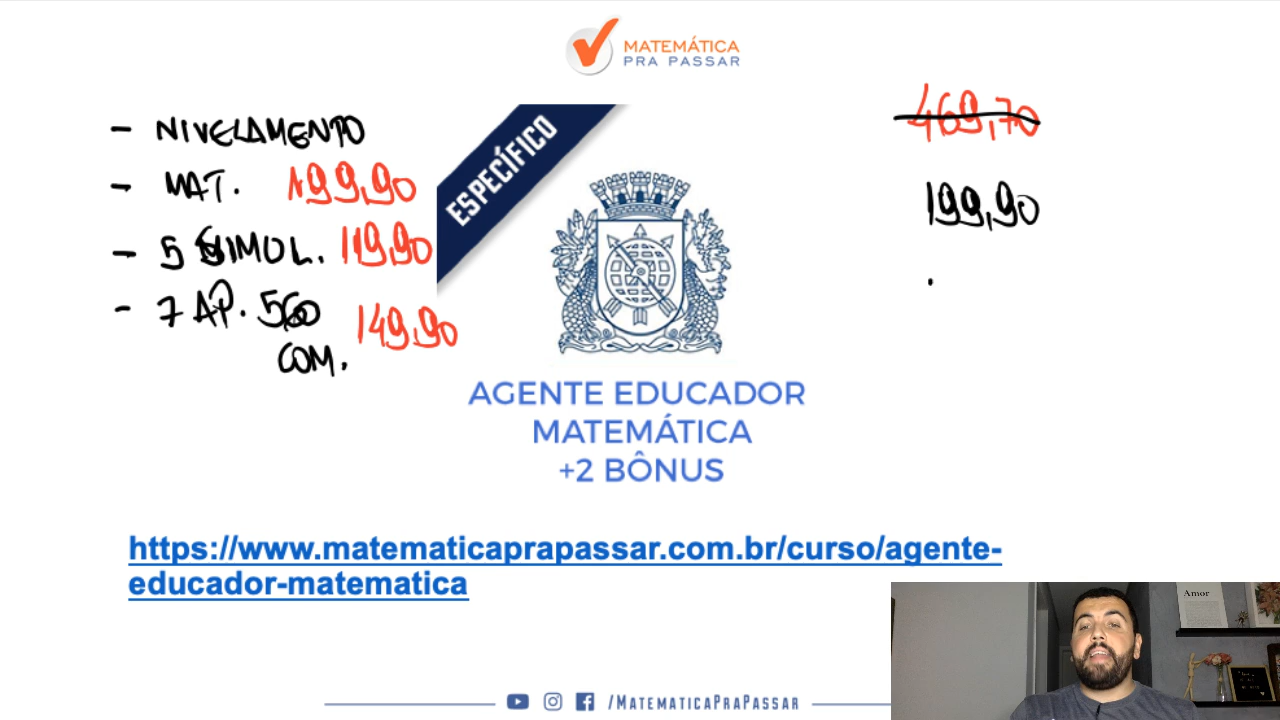 MATEMÁTICA
PRA PASSAR
- NIVELAMENTO
- MAT. 199,90
- 5 SIMUL. 119,90
- 7 AP. 560
COM. 149,90
ESPECÍFICO
469,70
199,90
AGENTE EDUCADOR
MATEMÁTICA
+2 BÔNUS
https://www.matematicaprapassar.com.br/curso/agente-
educador-matematica
Amor
/MATEMATICAPRAPASSAR